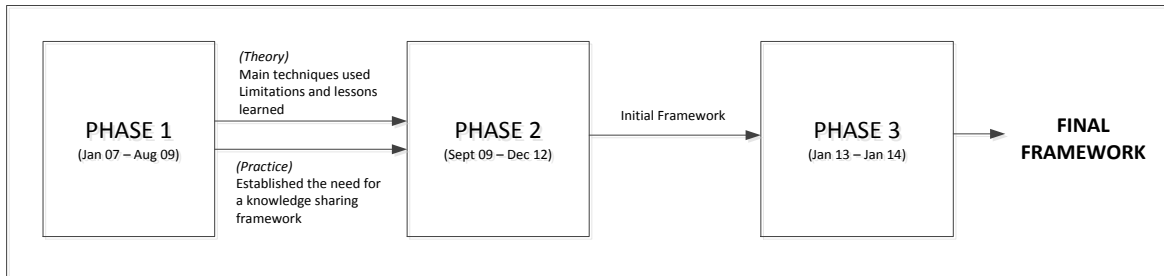 PHASE 1
(Jan 07 – Aug 09)
(Theory)
Main techniques used
Limitations and lessons
learned
(Practice)
Established the need for
a knowledge sharing
framework
PHASE 2
(Sept 09 – Dec 12)
Initial Framework
PHASE 3
(Jan 13 – Jan 14)
FINAL
FRAMEWORK